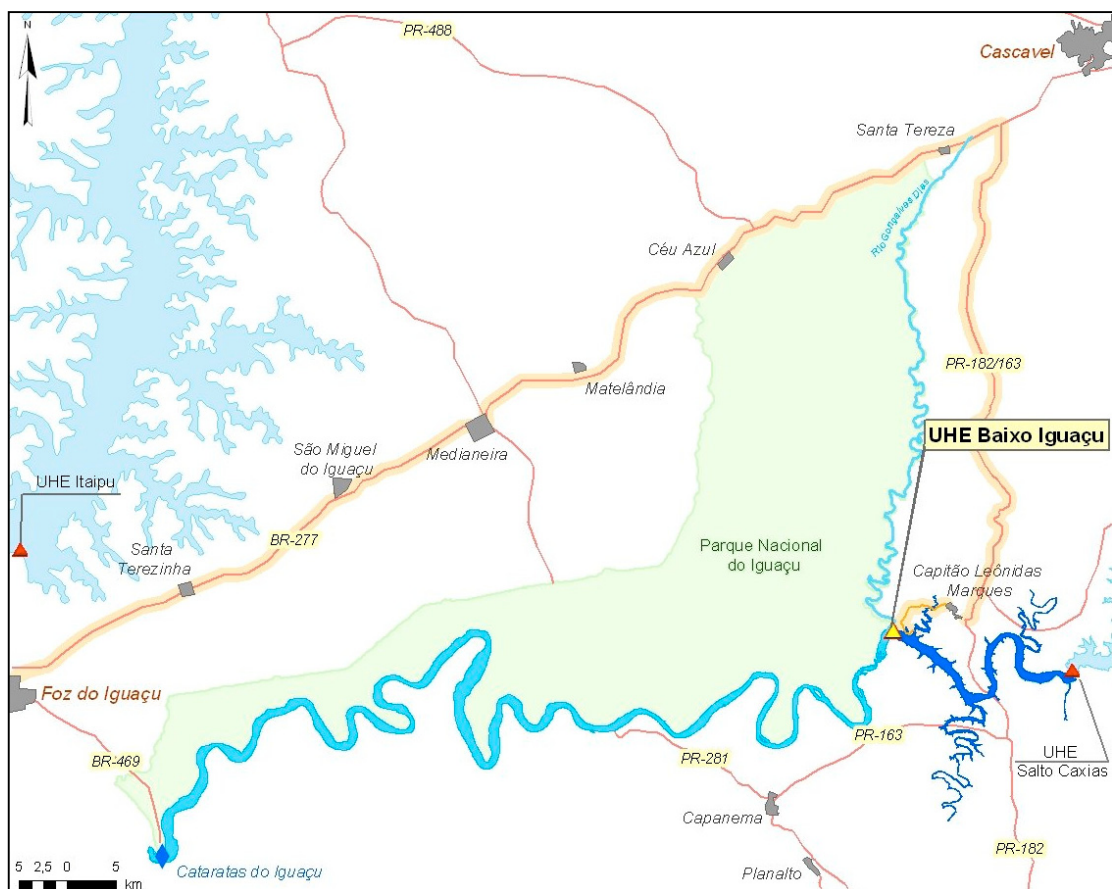 N
PR-488
Cascavel
Santa Tereza
Rio Gonçalves Dias
Céu Azul
PR-182/163
Matelândia
UHE Baixo Iguaçu
São Miguel
do Iguaçu
Medianeira
UHE Itaipu
BR-277
Santa
Terezinha
Parque Nacional
do Iguaçu
Capitão Leônidas
Marques
Foz do Iguaçu
BR-469
PR-163
PR-281
UHE
Salto Caxias
Capanema
PR-182
Planalto
Cataratas do Iguaçu
5 2,5 0 5
km